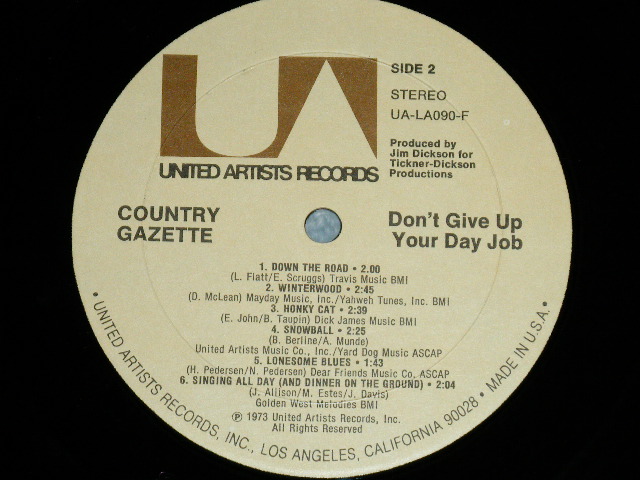 UA
UNITED ARTISTS RECORDS
SIDE 2
STEREO
UA-LA090-F
Produced by
Jim Dickson for
Tickner-Dickson
Productions
COUNTRY
GAZETTE
Don't Give Up
Your Day Job
1. DOWN THE ROAD • 2.00
(L. Flatt/E. Scruggs) Travis Music BMI
2. WINTERWOOD • 2:45
(D. McLean) Mayday Music, Inc./Yahweh Tunes, Inc. BMI
3. HONKY CAT • 2:39
(E. John/B. Taupin) Dick James Music BMI
4. SNOWBALL • 2:25
(B. Berline/A. Munde)
United Artists Music Co., Inc./Yard Dog Music ASCAP
5. LONESOME BLUES • 1:43
(H. Pedersen/N. Pedersen) Dear Friends Music Co. ASCAP
6. SINGING ALL DAY (AND DINNER ON THE GROUND) • 2:04
(J. Allison/M. Estes/J. Davis)
Golden West Melodies BMI
℗ 1973 United Artists Records, Inc.
All Rights Reserved
• UNITED ARTISTS RECORDS, INC., LOS ANGELES, CALIFORNIA 90028 • MADE IN U.S.A. •